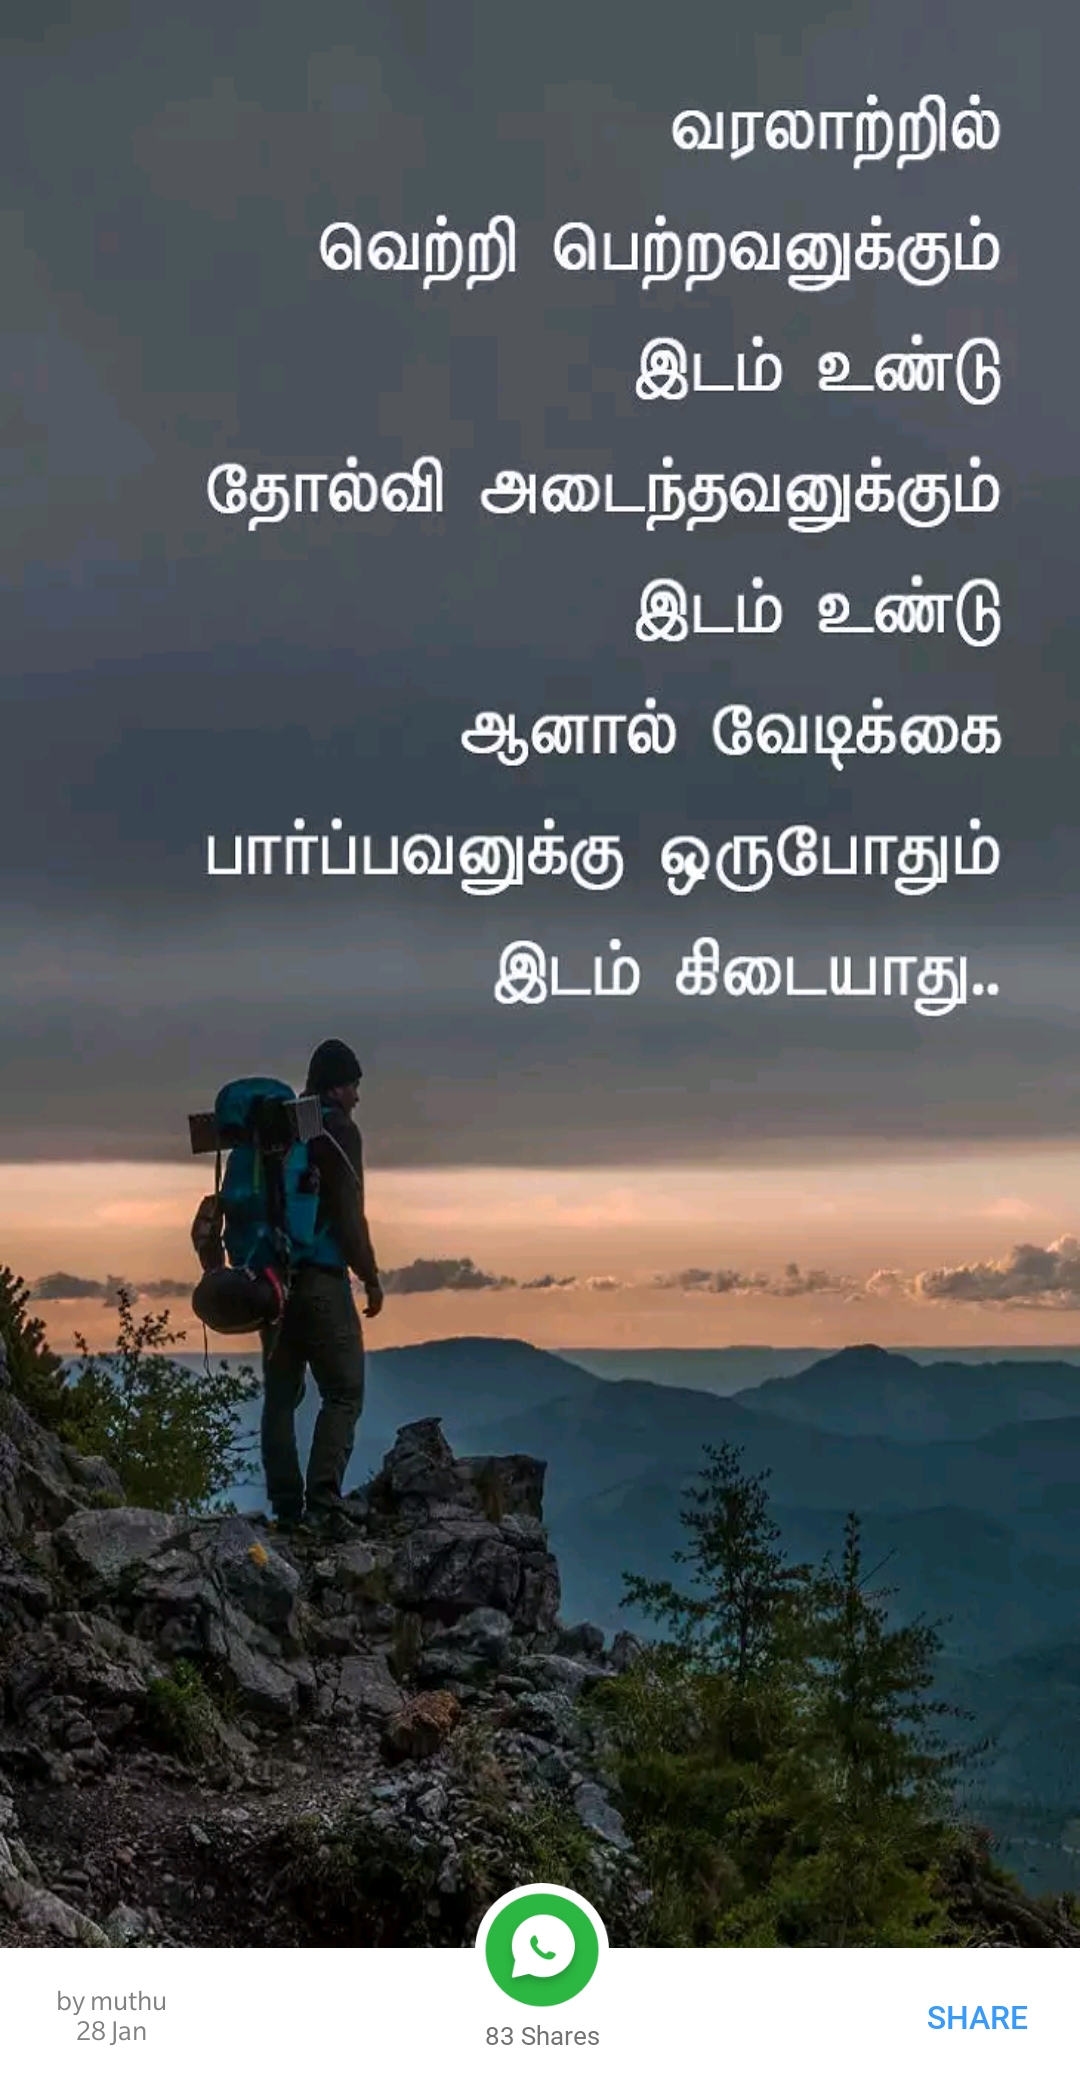 வரலாற்றில்
வெற்றி பெற்றவனுக்கும்
இடம் உண்டு
தோல்வி அடைந்தவனுக்கும்
இடம் உண்டு
ஆனால் வேடிக்கை
பார்ப்பவனுக்கு ஒருபோதும்
இடம் கிடையாது..
by muthu
28 Jan
83 Shares
SHARE